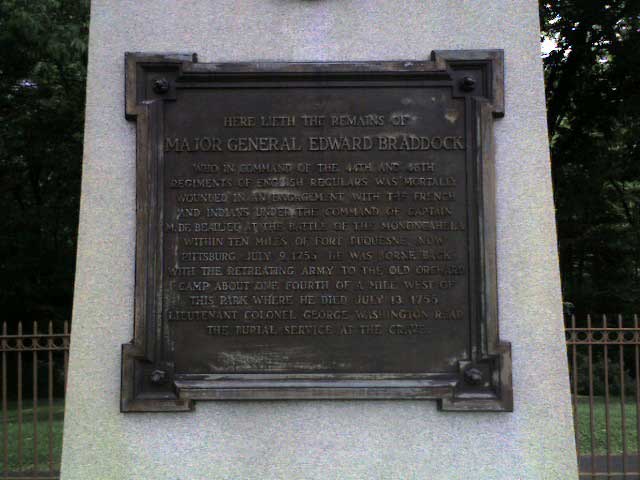 HERE LIETH THE REMAINS OF
MAJOR GENERAL EDWARD BRADDOCK
WHO IN COMMAND OF THE 44TH AND 48TH
REGIMENTS OF ENGLISH REGULARS WAS MORTALLY
WOUNDED IN AN ENGAGEMENT WITH THE FRENCH
AND INDIANS UNDER THE COMMAND OF CAPTAIN
M. DE BEAUJEU AT THE BATTLE OF THE MONONGAHELA
WITHIN TEN MILES OF FORT DUQUESNE, NOW
PITTSBURG, JULY 9, 1755. HE WAS BORNE BACK
WITH THE RETREATING ARMY TO THE OLD ORCHARD
CAMP ABOUT ONE FOURTH OF A MILE WEST OF
THIS PARK WHERE HE DIED JULY 13, 1755.
LIEUTENANT COLONEL GEORGE WASHINGTON READ
THE BURIAL SERVICE AT THE GRAVE.